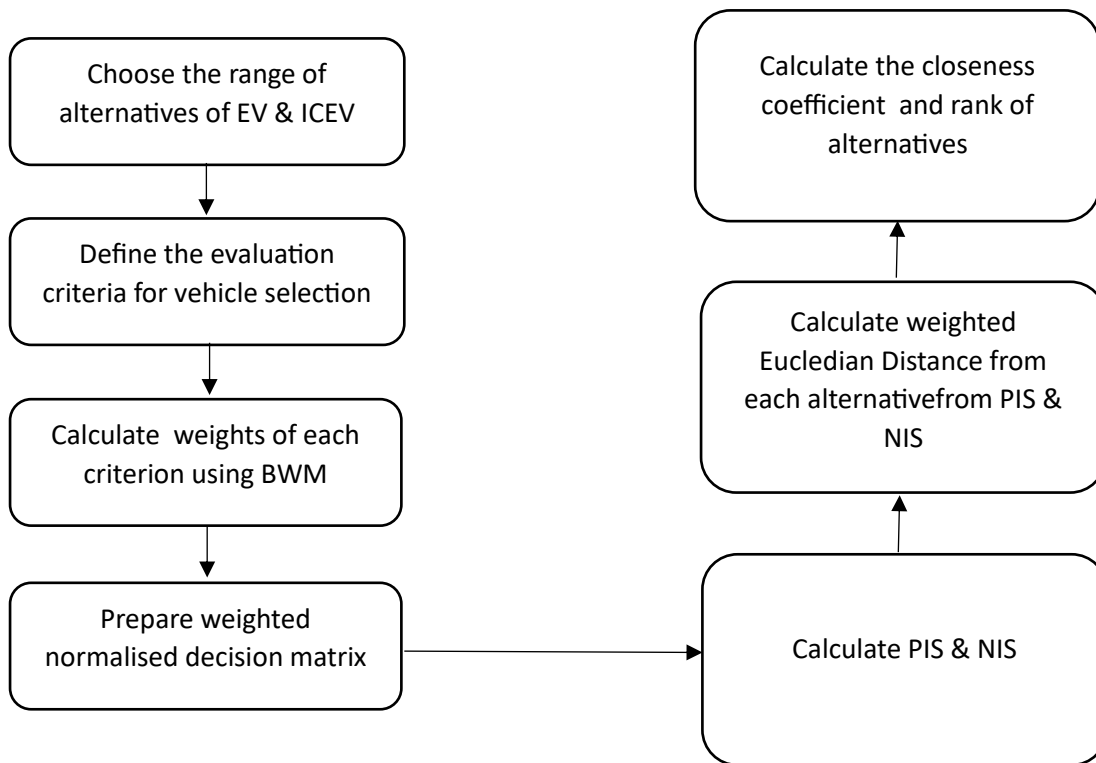 Choose the range of
alternatives of EV & ICEV
Define the evaluation
criteria for vehicle selection
Calculate  weights of each
criterion using BWM
Prepare weighted
normalised decision matrix
Calculate PIS & NIS
Calculate weighted
Eucledian Distance from
each alternativefrom PIS &
NIS
Calculate the closeness
coefficient  and rank of
alternatives